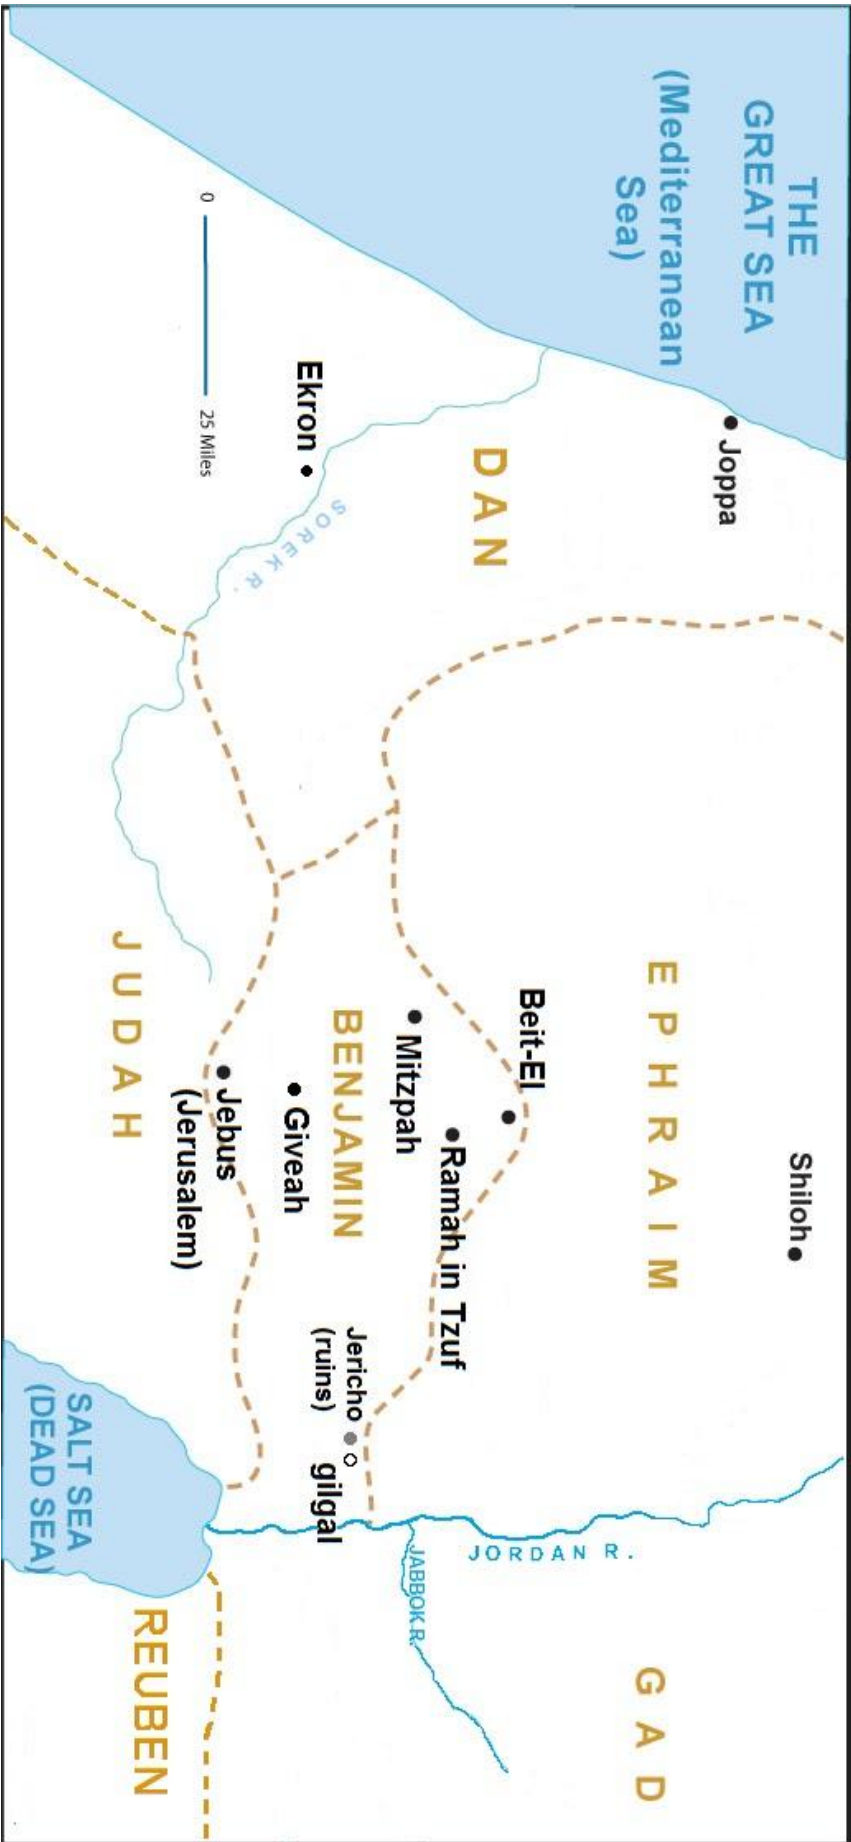 THE
GREAT SEA
(Mediterranean
Sea)
Joppa
Shiloh
EPHRAIM
DAN
GAD
Beit-El
Ramah in Tzuf
Mitzpah
JORDAN R.
JABBOK R.
BENJAMIN
Jericho
(ruins)
gilgal
Ekron
SOREK R.
Giveah
Jebus
(Jerusalem)
0
25 Miles
JUDAH
REUBEN
SALT SEA
(DEAD SEA)